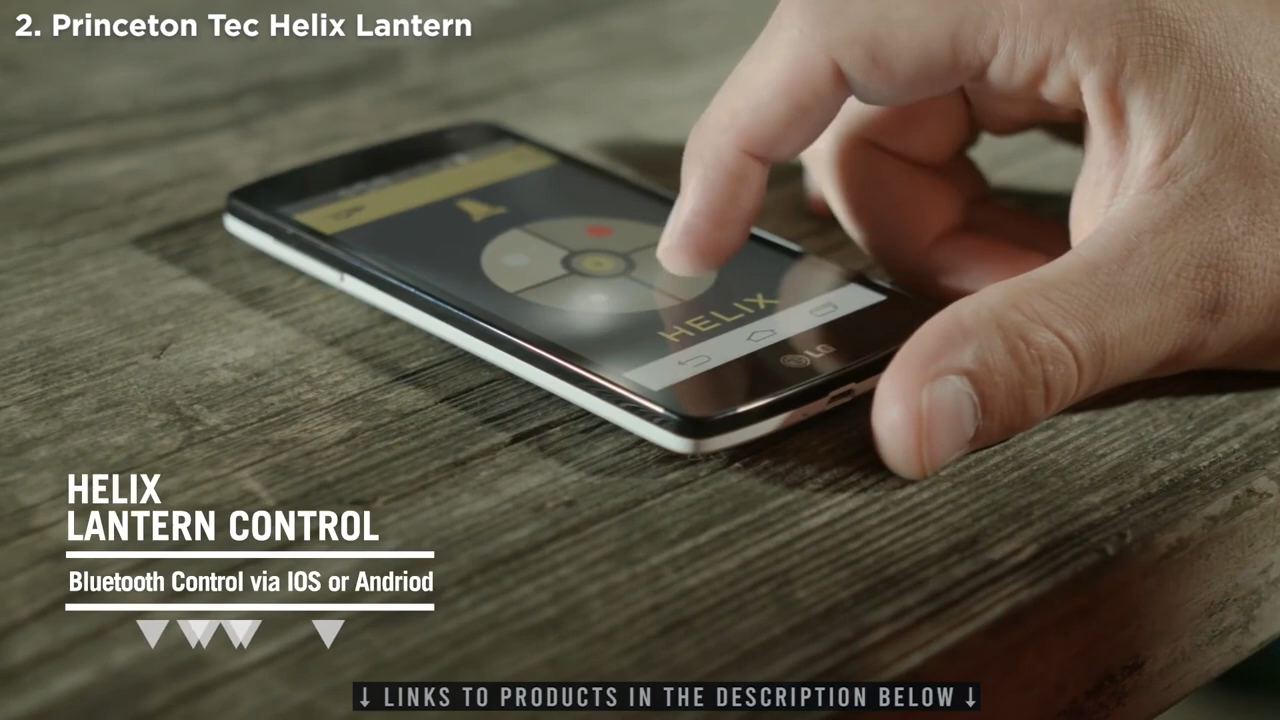 2. Princeton Tec Helix Lantern
HELIX
LG
HELIX
LANTERN CONTROL
Bluetooth Control via IOS or Andriod
↓ LINKS TO PRODUCTS IN THE DESCRIPTION BELOW ↓